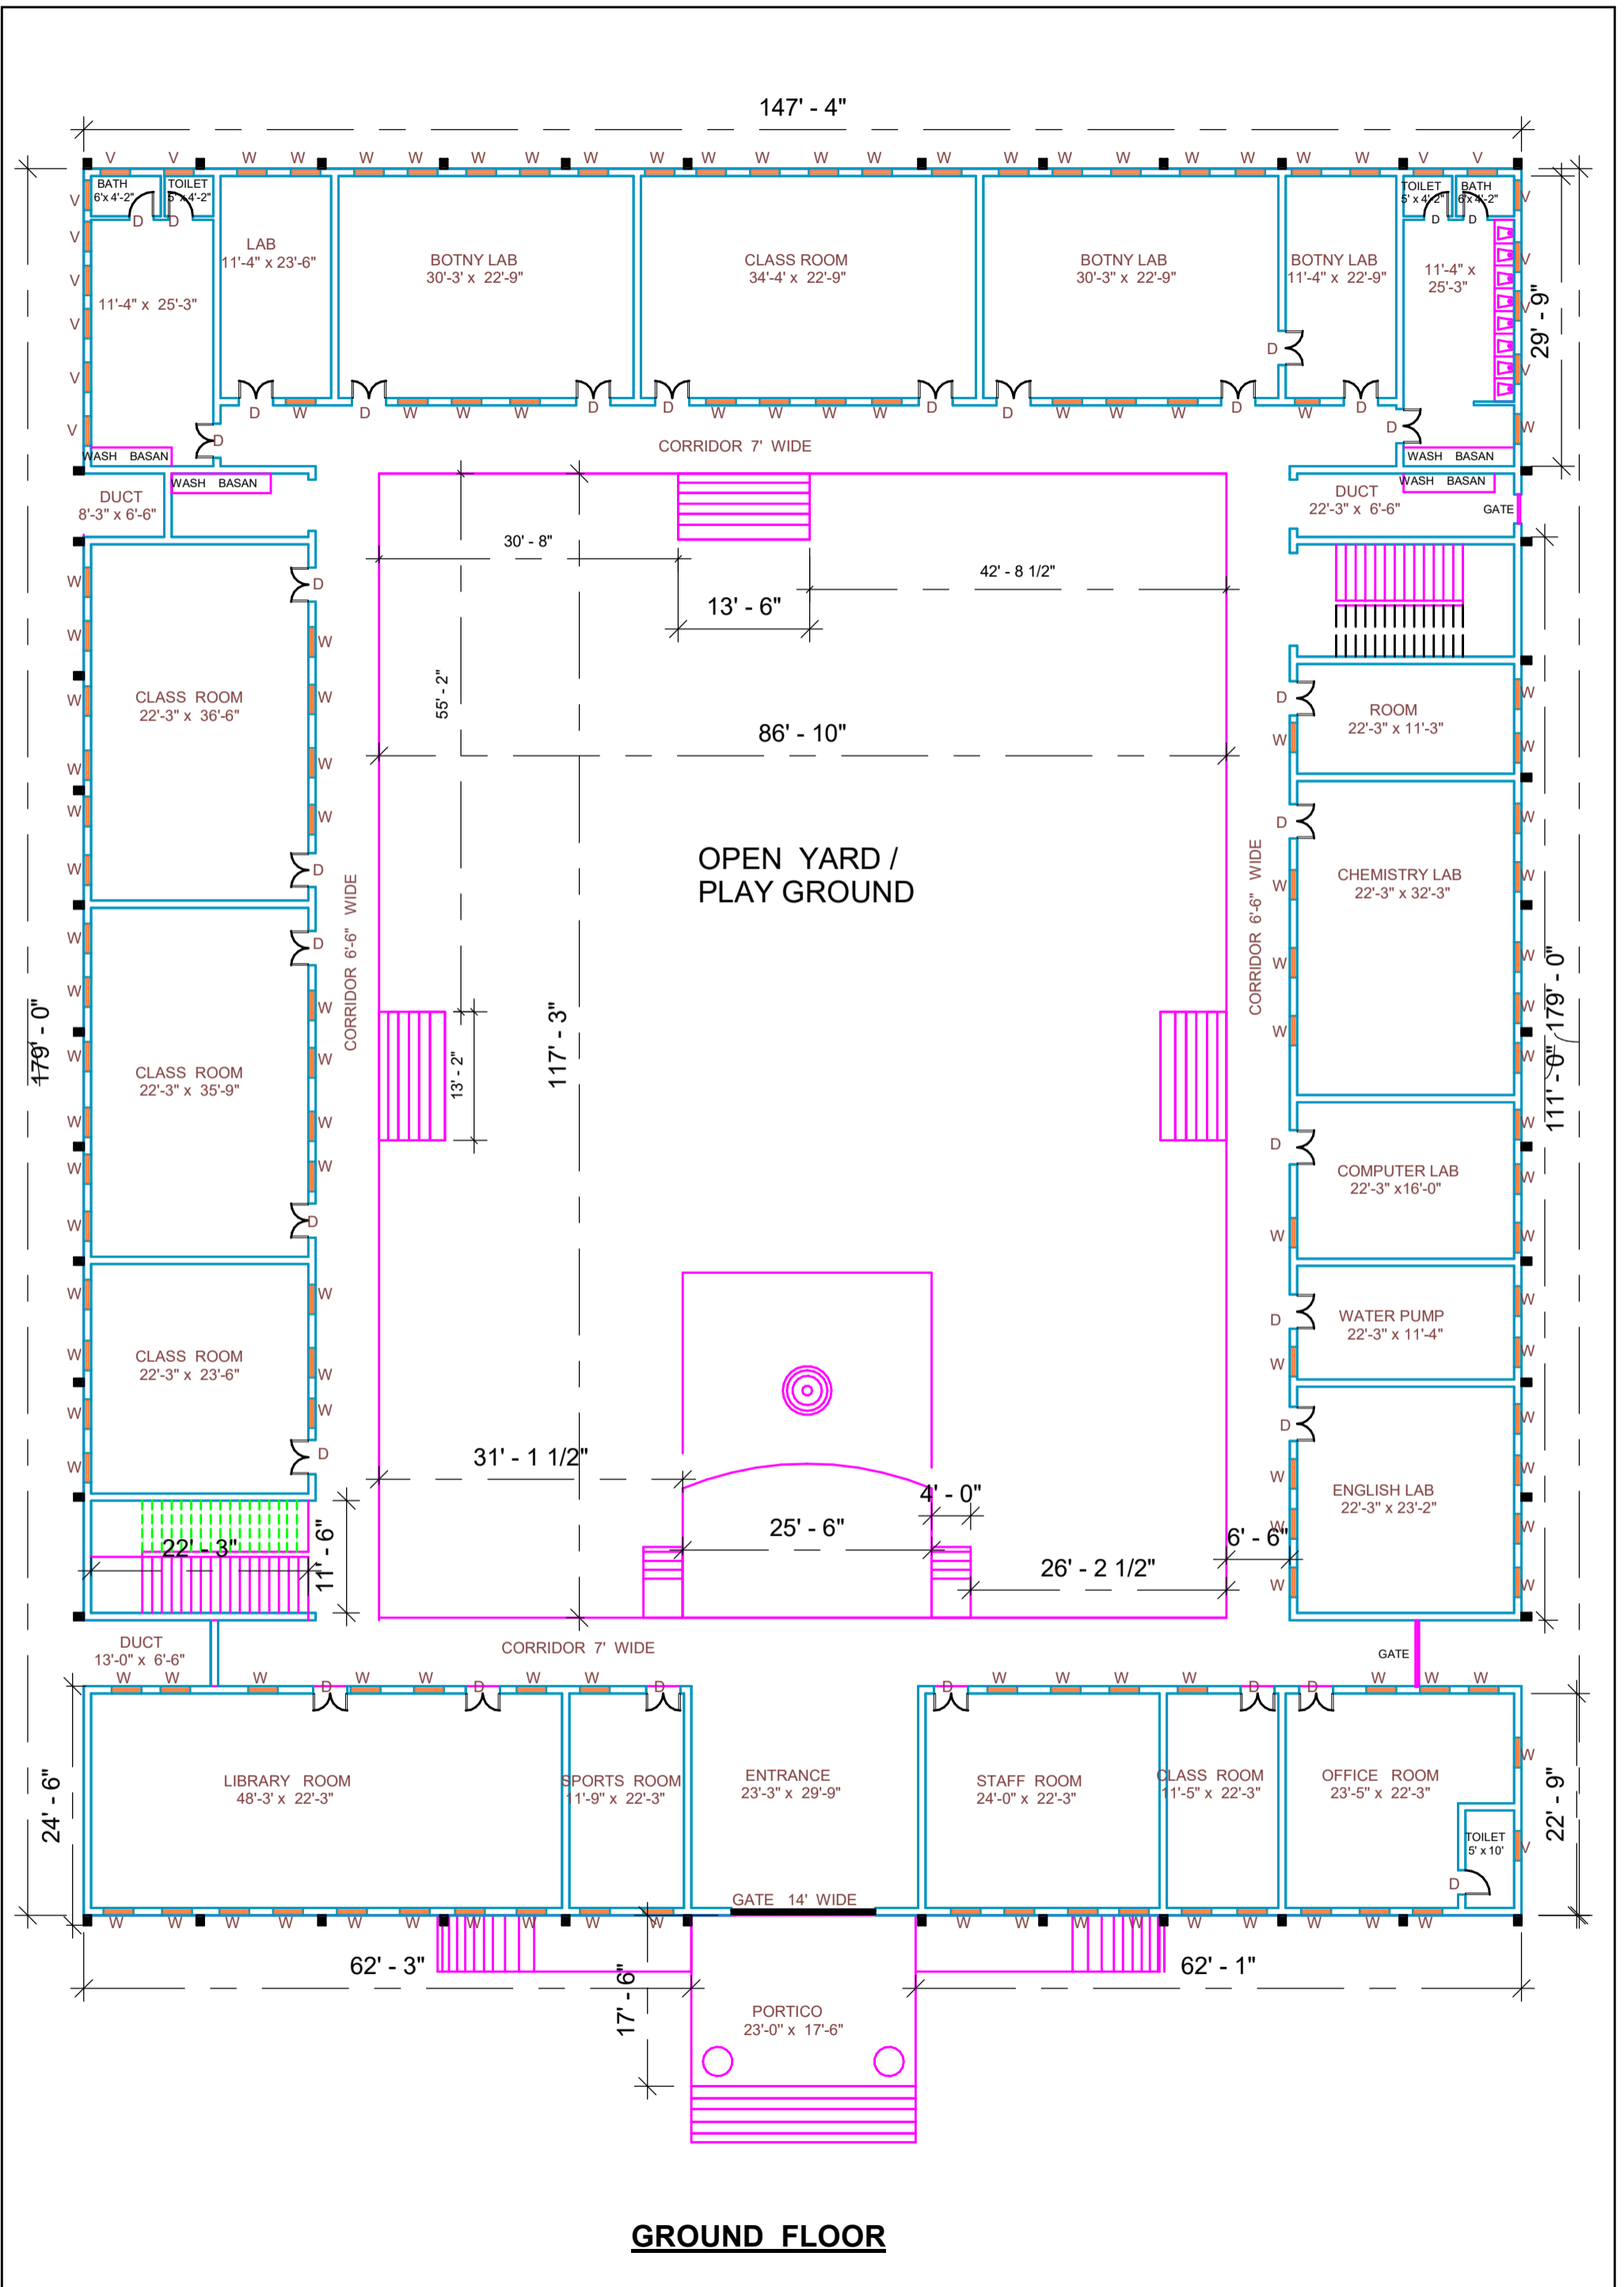 147' - 4"
V V W W W W W W W W W W W W W W W W W W W W V V
BATH
6'x 4'-2"
TOILET
5' x 4'-2"
TOILET
5' x 4'-2"
BATH
6'x 4'-2"
D D
D D
V
V
V
V
V
V
LAB
11'-4" x 23'-6"
11'-4" x 25'-3"
BOTNY LAB
30'-3' x 22'-9"
CLASS ROOM
34'-4' x 22'-9"
BOTNY LAB
30'-3" x 22'-9"
BOTNY LAB
11'-4" x 22'-9"
11'-4" x
25'-3"
V
V
V
V
W
29' - 9"
D
D W D W W W D D W W W W D D W W D W D
D
D
CORRIDOR 7' WIDE
WASH BASAN
WASH BASAN
WASH BASAN
WASH BASAN
DUCT
8'-3" x 6'-6"
DUCT
22'-3" x 6'-6"
GATE
30' - 8"
42' - 8 1/2"
13' - 6"
55' - 2"
86' - 10"
OPEN YARD /
PLAY GROUND
117' - 3"
13' - 2"
179' - 0"
W
W
W
W
W
W
D
W
W
W
W
D
CLASS ROOM
22'-3" x 36'-6"
CORRIDOR 6'-6" WIDE
W
W
W
W
W
W
D
W
W
W
W
D
CLASS ROOM
22'-3" x 35'-9"
W
W
W
W
W
W
W
D
CLASS ROOM
22'-3" x 23'-6"
22' - 3"
11' - 6"
CORRIDOR 6'-6" WIDE
D
W
ROOM
22'-3" x 11'-3"
W
W
D
W
W
W
CHEMISTRY LAB
22'-3" x 32'-3"
W
W
W
W
W
111' - 0"
179' - 0"
D
W
COMPUTER LAB
22'-3" x16'-0"
W
W
D
W
WATER PUMP
22'-3" x 11'-4"
W
W
D
W
W
W
ENGLISH LAB
22'-3" x 23'-2"
W
W
W
W
31' - 1 1/2"
4' - 0"
25' - 6"
26' - 2 1/2"
6' - 6"
DUCT
13'-0" x 6'-6"
CORRIDOR 7' WIDE
GATE
W W W D W W D W W D D W W W W D D W W W
24' - 6"
LIBRARY ROOM
48'-3' x 22'-3"
SPORTS ROOM
11'-9" x 22'-3"
ENTRANCE
23'-3" x 29'-9"
STAFF ROOM
24'-0" x 22'-3"
CLASS ROOM
11'-5" x 22'-3"
OFFICE ROOM
23'-5" x 22'-3"
W
TOILET
5' x 10'
V
D
22' - 9"
GATE 14' WIDE
W W W W W W W W W W W W W W W W W W W
62' - 3"
62' - 1"
17' - 6"
PORTICO
23'-0" x 17'-6"
GROUND FLOOR